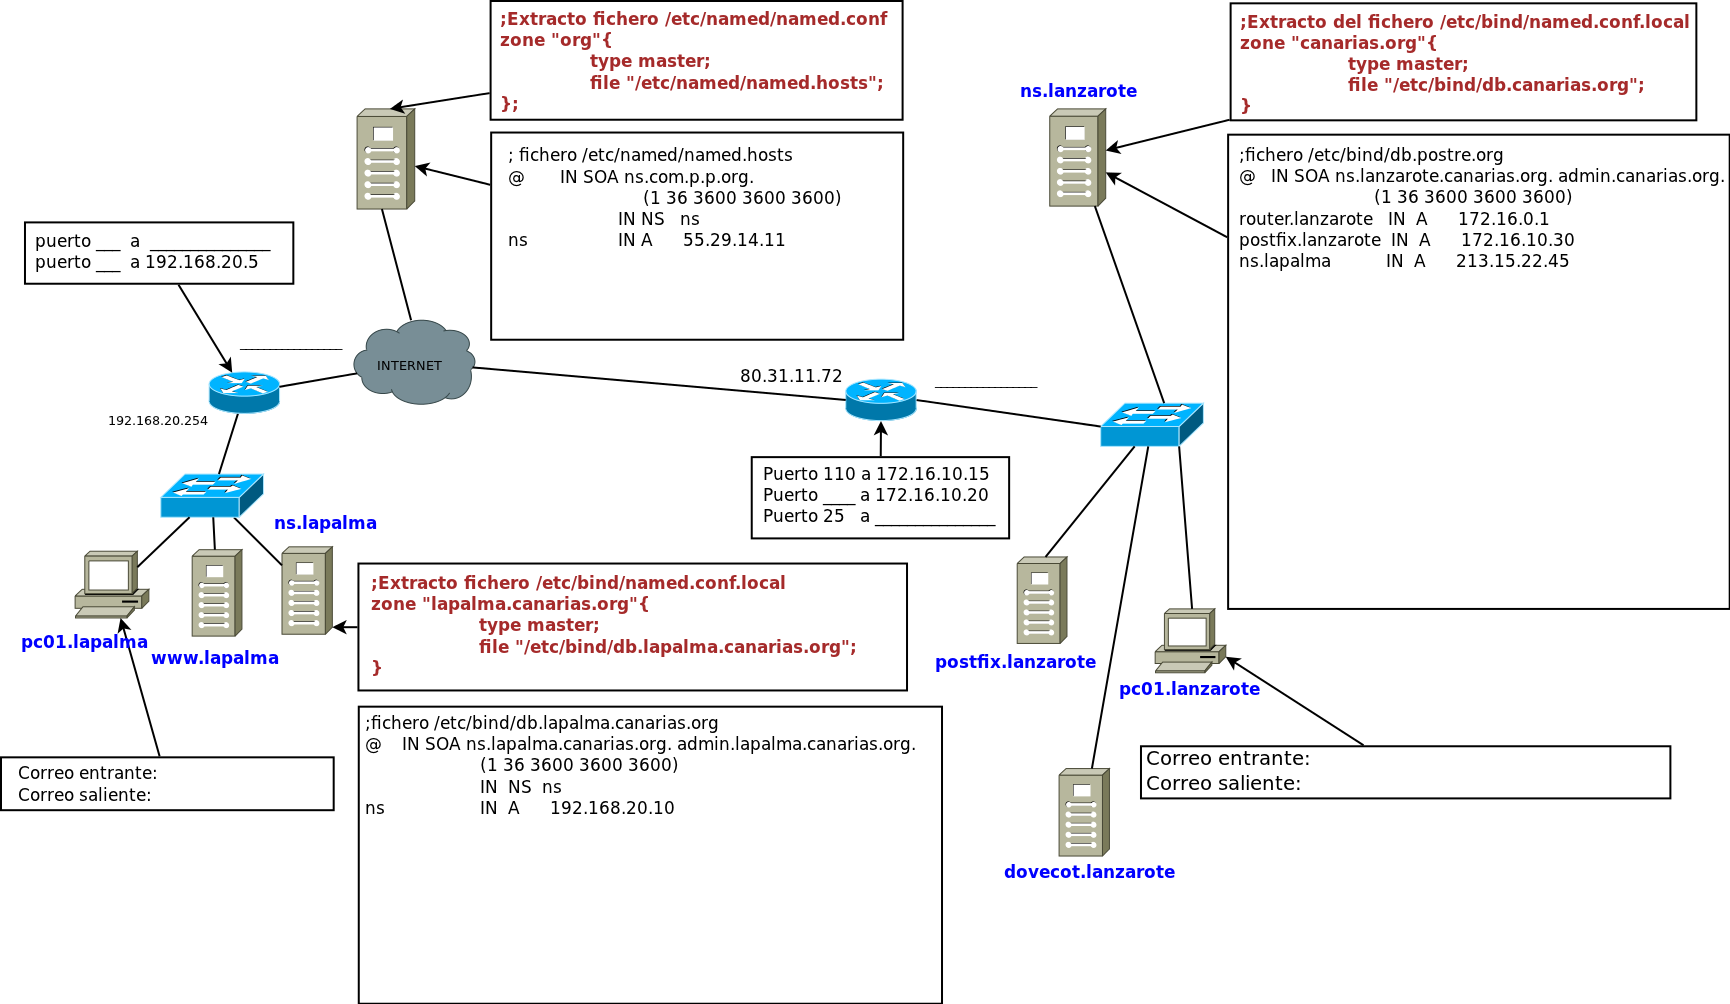 ;Extracto fichero /etc/named/named.conf
zone "org"{
type master;
file "/etc/named/named.hosts";
};
; fichero /etc/named/named.hosts
@ IN SOA ns.com.p.p.org.
(1 36 3600 3600 3600)
IN NS ns
ns IN A 55.29.14.11
ns.lanzarote
;Extracto del fichero /etc/bind/named.conf.local
zone "canarias.org"{
type master;
file "/etc/bind/db.canarias.org";
}
;fichero /etc/bind/db.postre.org
@ IN SOA ns.lanzarote.canarias.org. admin.canarias.org.
(1 36 3600 3600 3600)
router.lanzarote IN A 172.16.0.1
postfix.lanzarote IN A 172.16.10.30
ns.lapalma IN A 213.15.22.45
puerto ___ a _______________
puerto ___ a 192.168.20.5
_______________
INTERNET
192.168.20.254
80.31.11.72
_______________
Puerto 110 a 172.16.10.15
Puerto ____ a 172.16.10.20
Puerto 25 a _______________
ns.lapalma
pc01.lapalma
www.lapalma
;Extracto fichero /etc/bind/named.conf.local
zone "lapalma.canarias.org"{
type master;
file "/etc/bind/db.lapalma.canarias.org";
}
;fichero /etc/bind/db.lapalma.canarias.org
@ IN SOA ns.lapalma.canarias.org. admin.lapalma.canarias.org.
(1 36 3600 3600 3600)
IN NS ns
ns IN A 192.168.20.10
Correo entrante:
Correo saliente:
postfix.lanzarote
pc01.lanzarote
Correo entrante:
Correo saliente:
dovecot.lanzarote